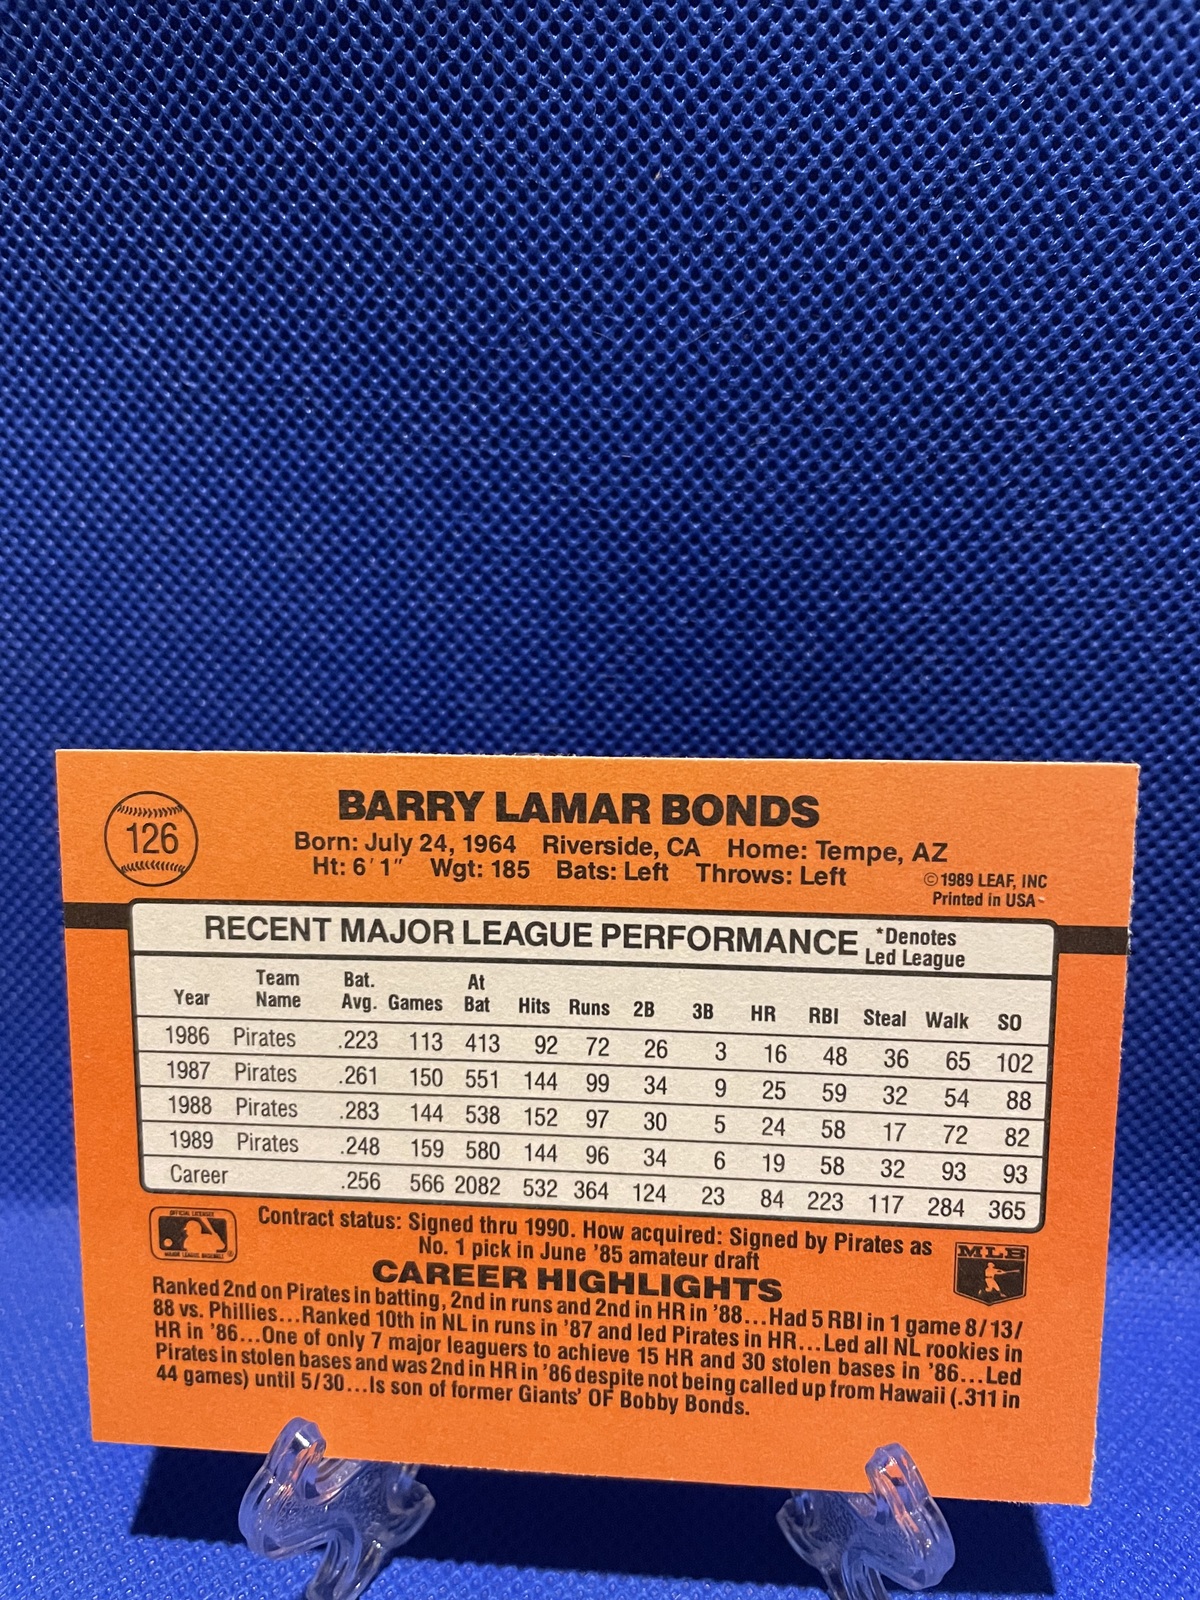 126
BARRY LAMAR BONDS
Born: July 24, 1964 Riverside, CA Home: Tempe, AZ
Ht: 6' 1" Wgt: 185 Bats: Left Throws: Left
©1989 LEAF, INC
Printed in USA
RECENT MAJOR LEAGUE PERFORMANCE *Denotes
Led League
Year Team Name Bat. Avg. Games At Bat Hits Runs 2B 3B HR RBI Steal Walk SO
1986 Pirates .223 113 413 92 72 26 3 16 48 36 65 102
1987 Pirates .261 150 551 144 99 34 9 25 59 32 54 88
1988 Pirates .283 144 538 152 97 30 5 24 58 17 72 82
1989 Pirates .248 159 580 144 96 34 6 19 58 32 93 93
Career .256 566 2082 532 364 124 23 84 223 117 284 365
OFFICIAL LICENSEE
MAJOR LEAGUE BASEBALL
Contract status: Signed thru 1990. How acquired: Signed by Pirates as
No. 1 pick in June '85 amateur draft
MLB
CAREER HIGHLIGHTS
Ranked 2nd on Pirates in batting, 2nd in runs and 2nd in HR in '88...Had 5 RBI in 1 game 8/13/
88 vs. Phillies...Ranked 10th in NL in runs in '87 and led Pirates in HR...Led all NL rookies in
HR in '86...One of only 7 major leaguers to achieve 15 HR and 30 stolen bases in '86...Led
Pirates in stolen bases and was 2nd in HR in '86 despite not being called up from Hawaii (.311 in
44 games) until 5/30...Is son of former Giants' OF Bobby Bonds.